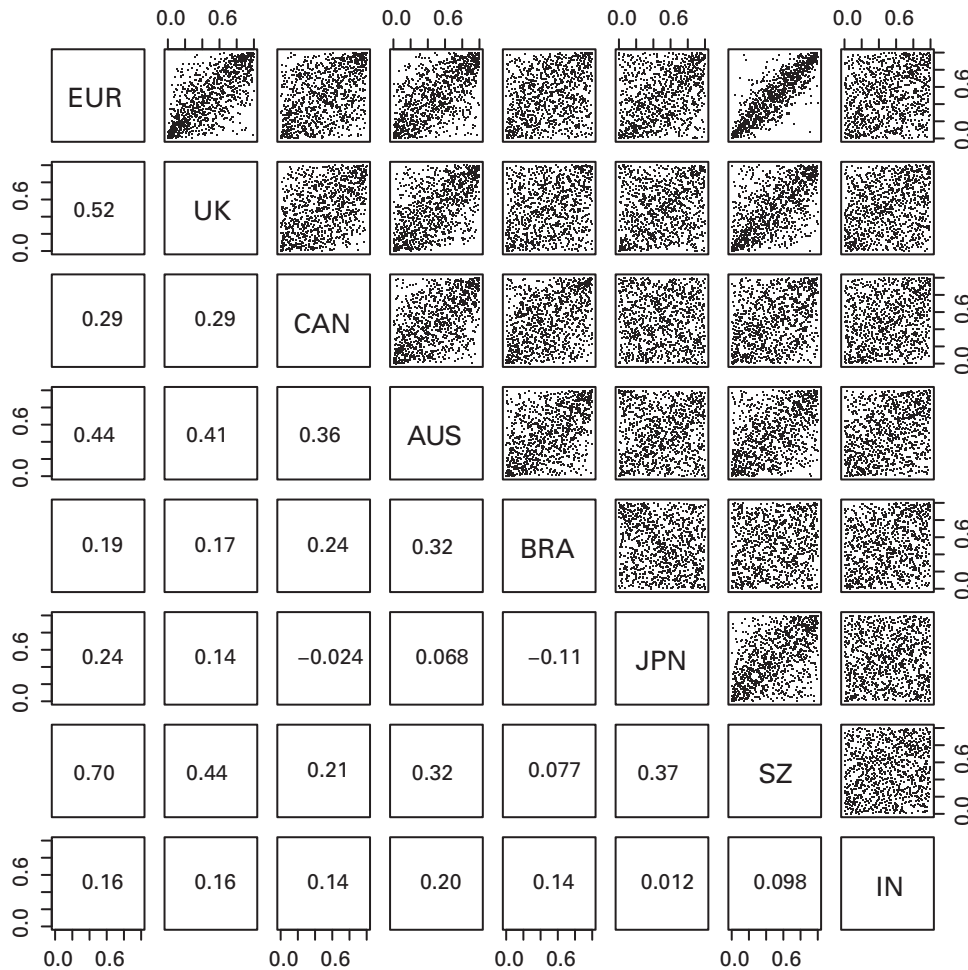 0.0 0.6 0.0 0.6 0.0 0.6 0.0 0.6
EUR 0.0 0.6
0.0 0.6 0.52 UK
0.29 0.29 CAN 0.0 0.6
0.0 0.6 0.44 0.41 0.36 AUS
0.19 0.17 0.24 0.32 BRA 0.0 0.6
0.0 0.6 0.24 0.14 −0.024 0.068 −0.11 JPN
0.70 0.44 0.21 0.32 0.077 0.37 SZ 0.0 0.6
0.0 0.6 0.16 0.16 0.14 0.20 0.14 0.012 0.098 IN
0.0 0.6 0.0 0.6 0.0 0.6 0.0 0.6